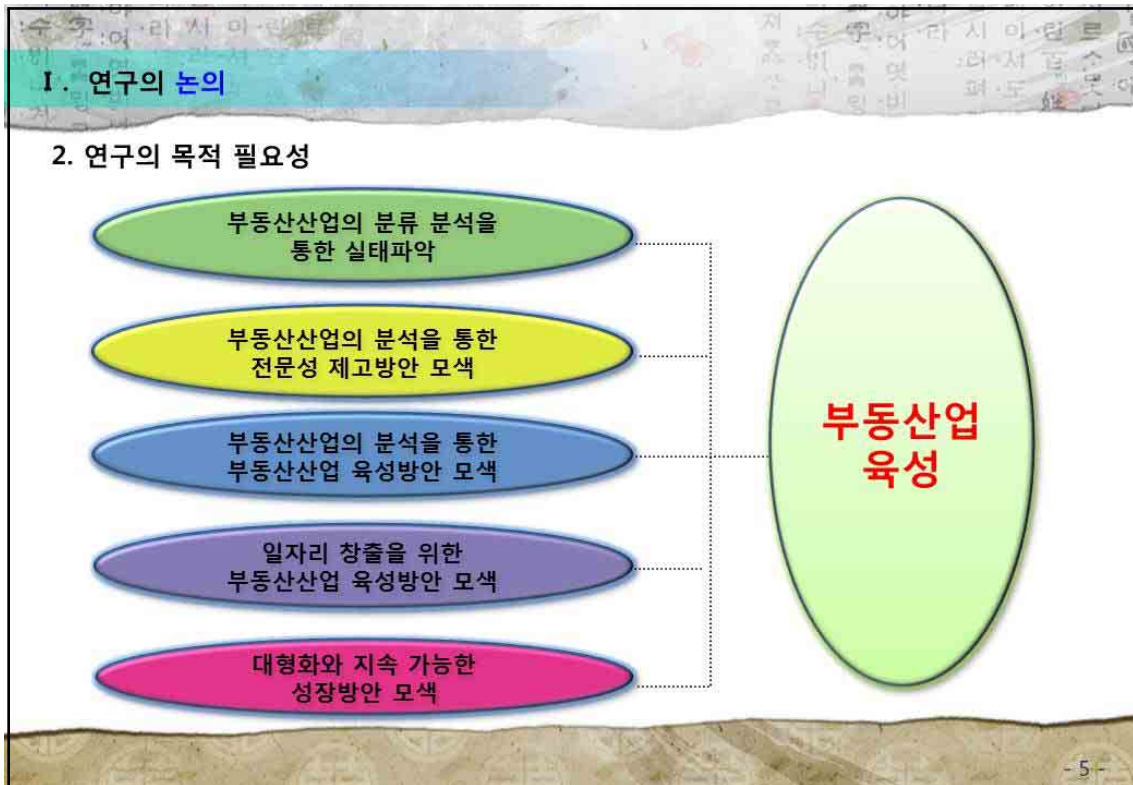 Ⅰ. 연구의 논의
2. 연구의 목적 필요성
부동산산업의 분류 분석을
통한 실태파악
부동산산업의 분석을 통한
전문성 제고방안 모색
부동산산업의 분석을 통한
부동산산업 육성방안 모색
일자리 창출을 위한
부동산산업 육성방안 모색
대형화와 지속 가능한
성장방안 모색
부동산업
육성
- 5 -